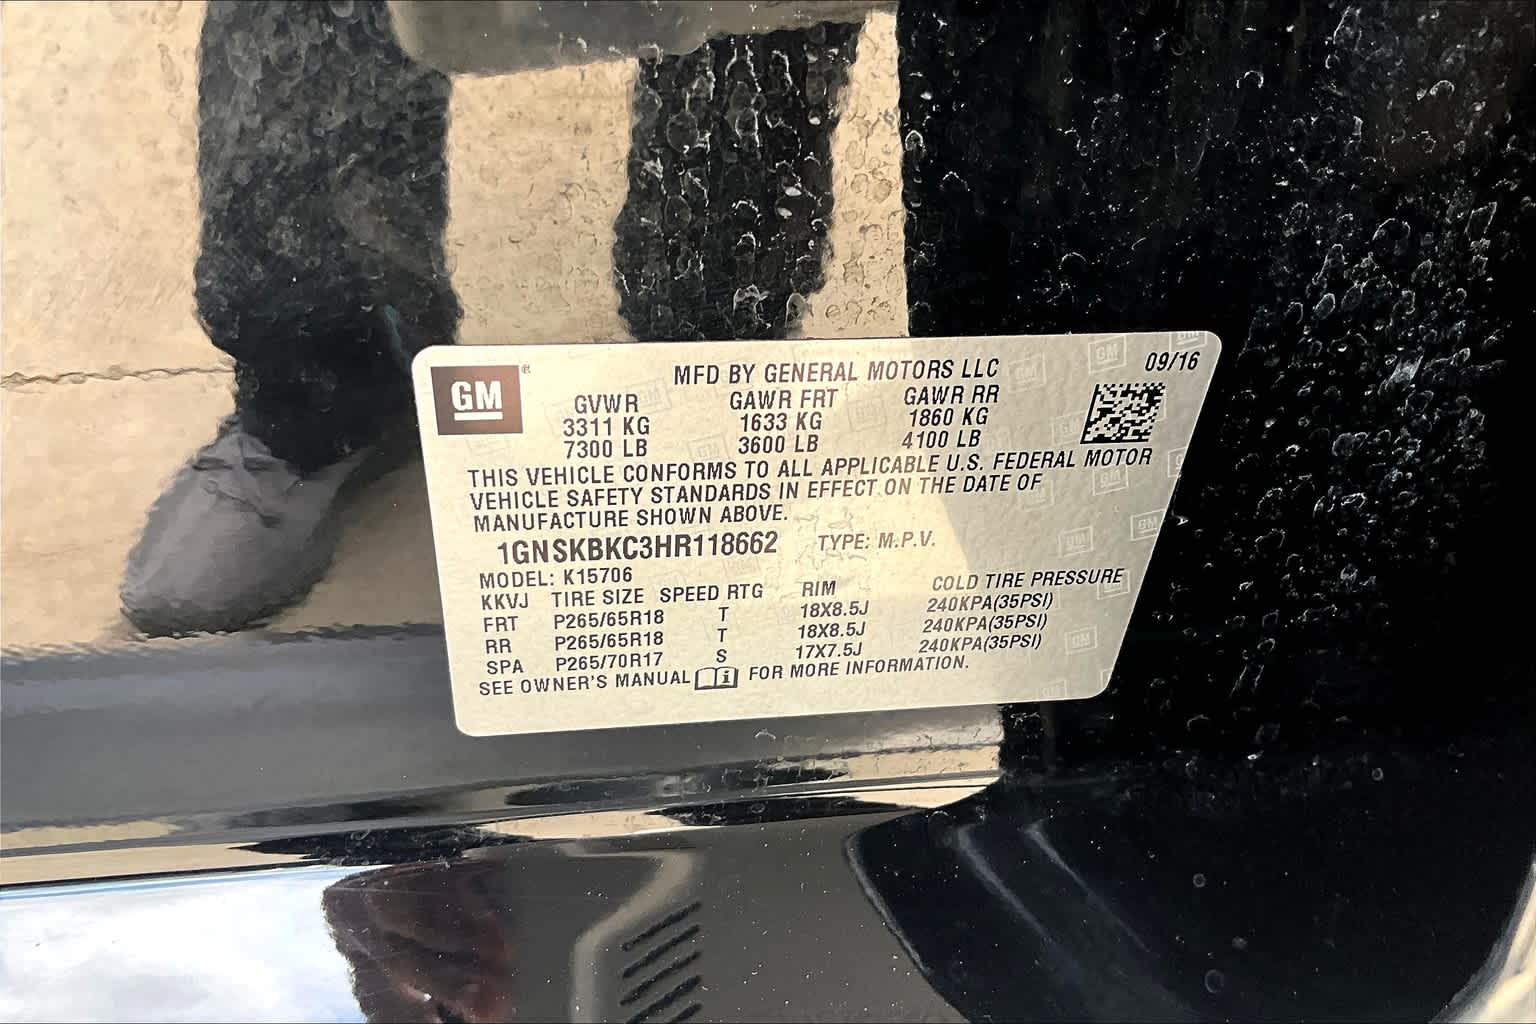 GM ®
MFD BY GENERAL MOTORS LLC 09/16
GVWR GAWR FRT GAWR RR
3311 KG 1633 KG 1860 KG
7300 LB 3600 LB 4100 LB
THIS VEHICLE CONFORMS TO ALL APPLICABLE U.S. FEDERAL MOTOR
VEHICLE SAFETY STANDARDS IN EFFECT ON THE DATE OF
MANUFACTURE SHOWN ABOVE.
1GNSKBKC3HR118662 TYPE: M.P.V.
MODEL: K15706
KKVJ TIRE SIZE SPEED RTG RIM COLD TIRE PRESSURE
FRT P265/65R18 T 18X8.5J 240KPA(35PSI)
RR P265/65R18 T 18X8.5J 240KPA(35PSI)
SPA P265/70R17 S 17X7.5J 240KPA(35PSI)
SEE OWNER'S MANUAL FOR MORE INFORMATION.